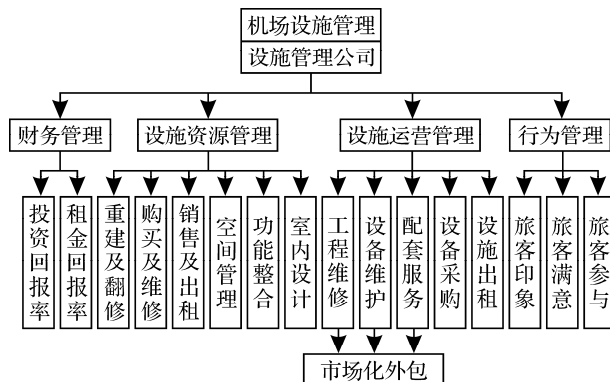 机场设施管理
设施管理公司
财务管理
设施资源管理
设施运营管理
行为管理
投资回报率
租金回报率
重建及翻修
购买及维修
销售及出租
空间管理
功能整合
室内设计
工程维修
设备维护
配套服务
设备采购
设施出租
旅客印象
旅客满意
旅客参与
市场化外包